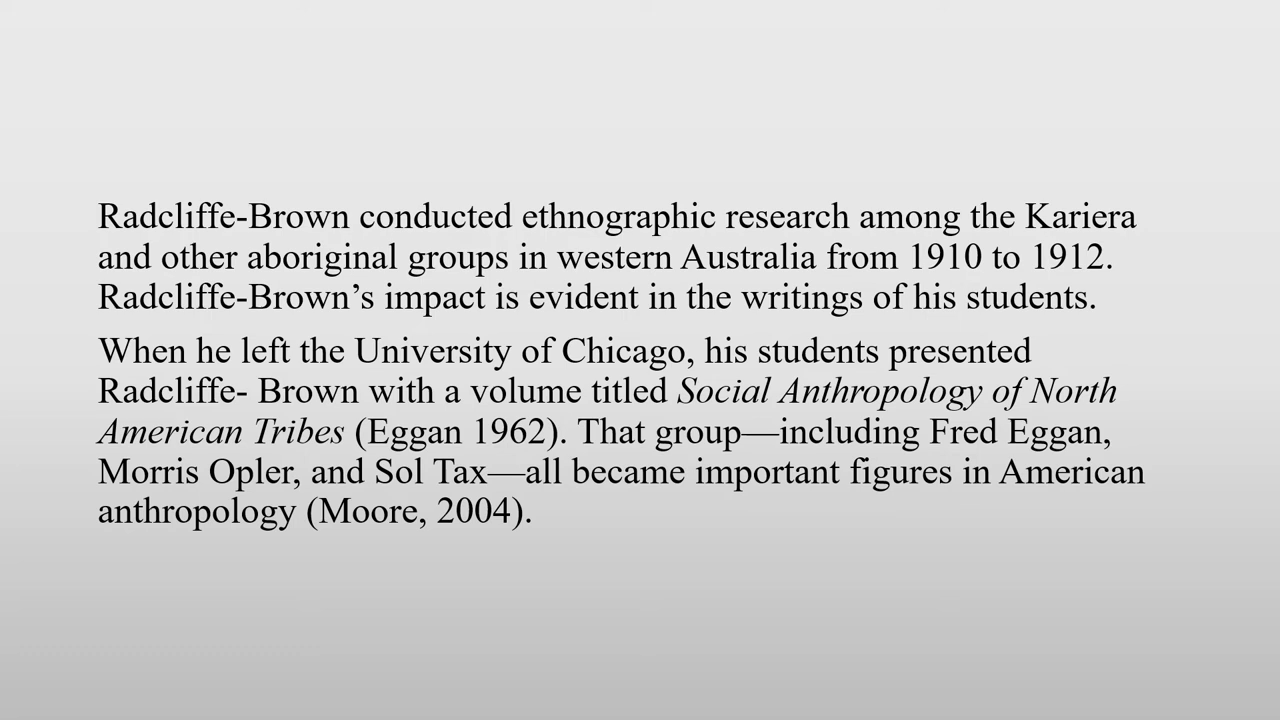 Radcliffe-Brown conducted ethnographic research among the Kariera
and other aboriginal groups in western Australia from 1910 to 1912.
Radcliffe-Brown’s impact is evident in the writings of his students.
When he left the University of Chicago, his students presented
Radcliffe- Brown with a volume titled Social Anthropology of North
American Tribes (Eggan 1962). That group—including Fred Eggan,
Morris Opler, and Sol Tax—all became important figures in American
anthropology (Moore, 2004).